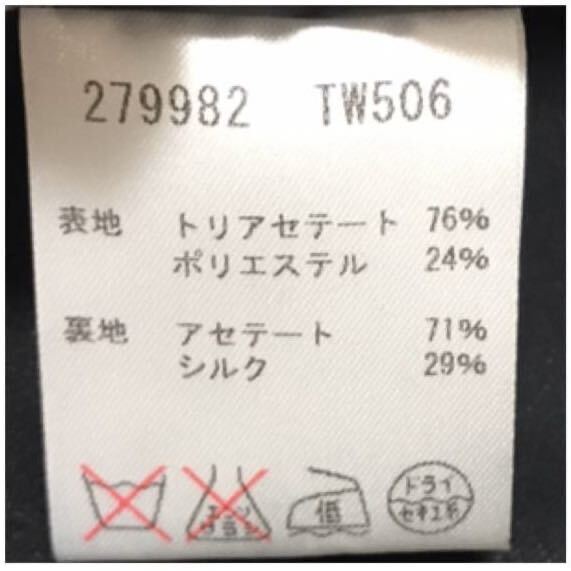 279982 TW506
表地 トリアセテート 76%
ポリエステル 24%
裏地 アセテート 71%
シルク 29%
エンソ サラシ 低 ドライ
セキユ系